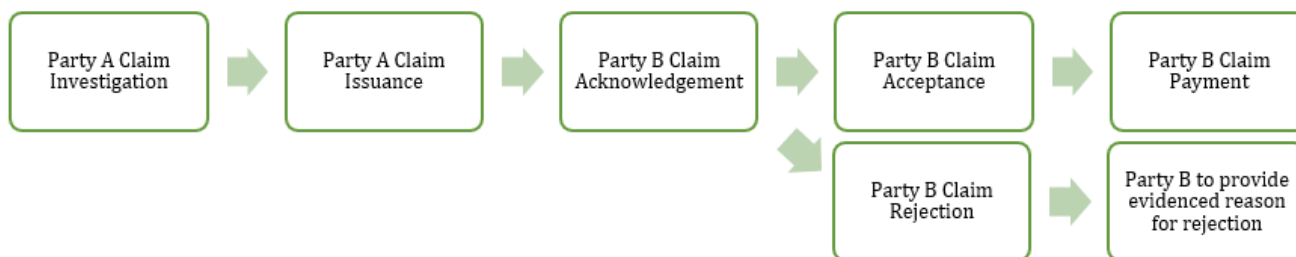 Party A Claim
Investigation
Party A Claim
Issuance
Party B Claim
Acknowledgement
Party B Claim
Acceptance
Party B Claim
Payment
Party B Claim
Rejection
Party B to provide
evidenced reason
for rejection